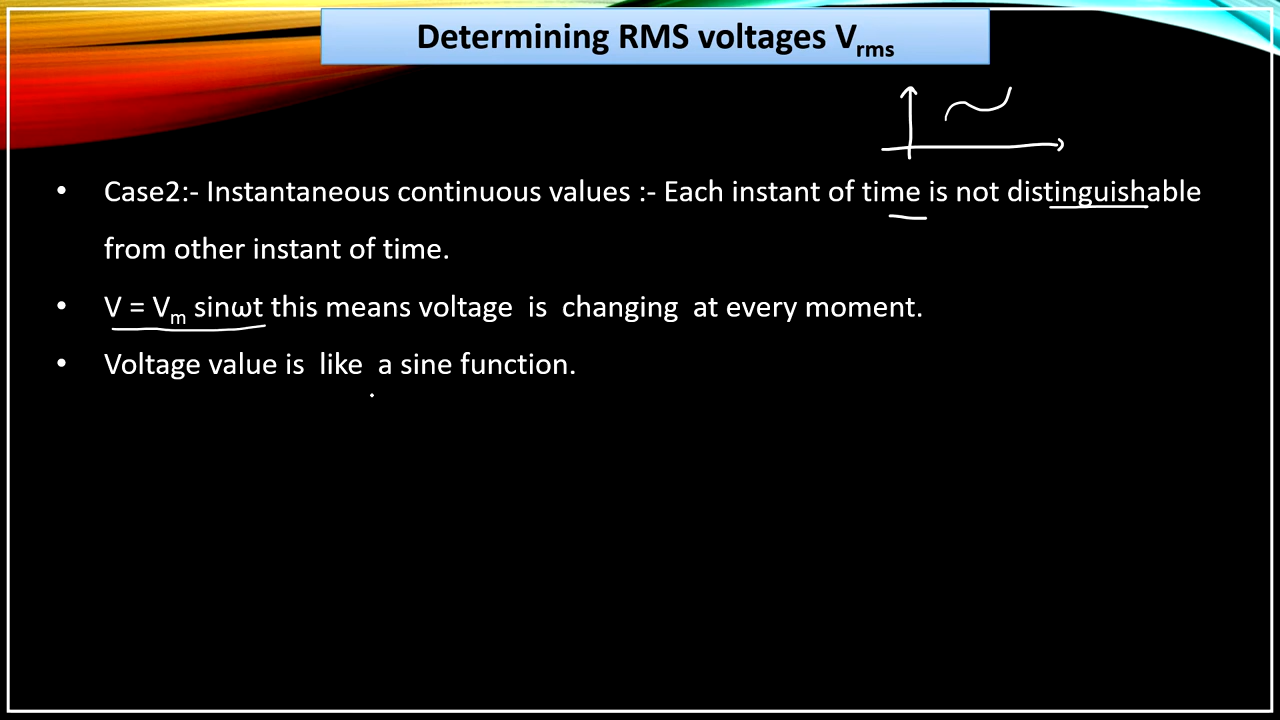 Determining RMS voltages Vrms
• Case2:- Instantaneous continuous values :- Each instant of time is not distinguishable
from other instant of time.
• V = Vm sinωt this means voltage is changing at every moment.
• Voltage value is like a sine function.